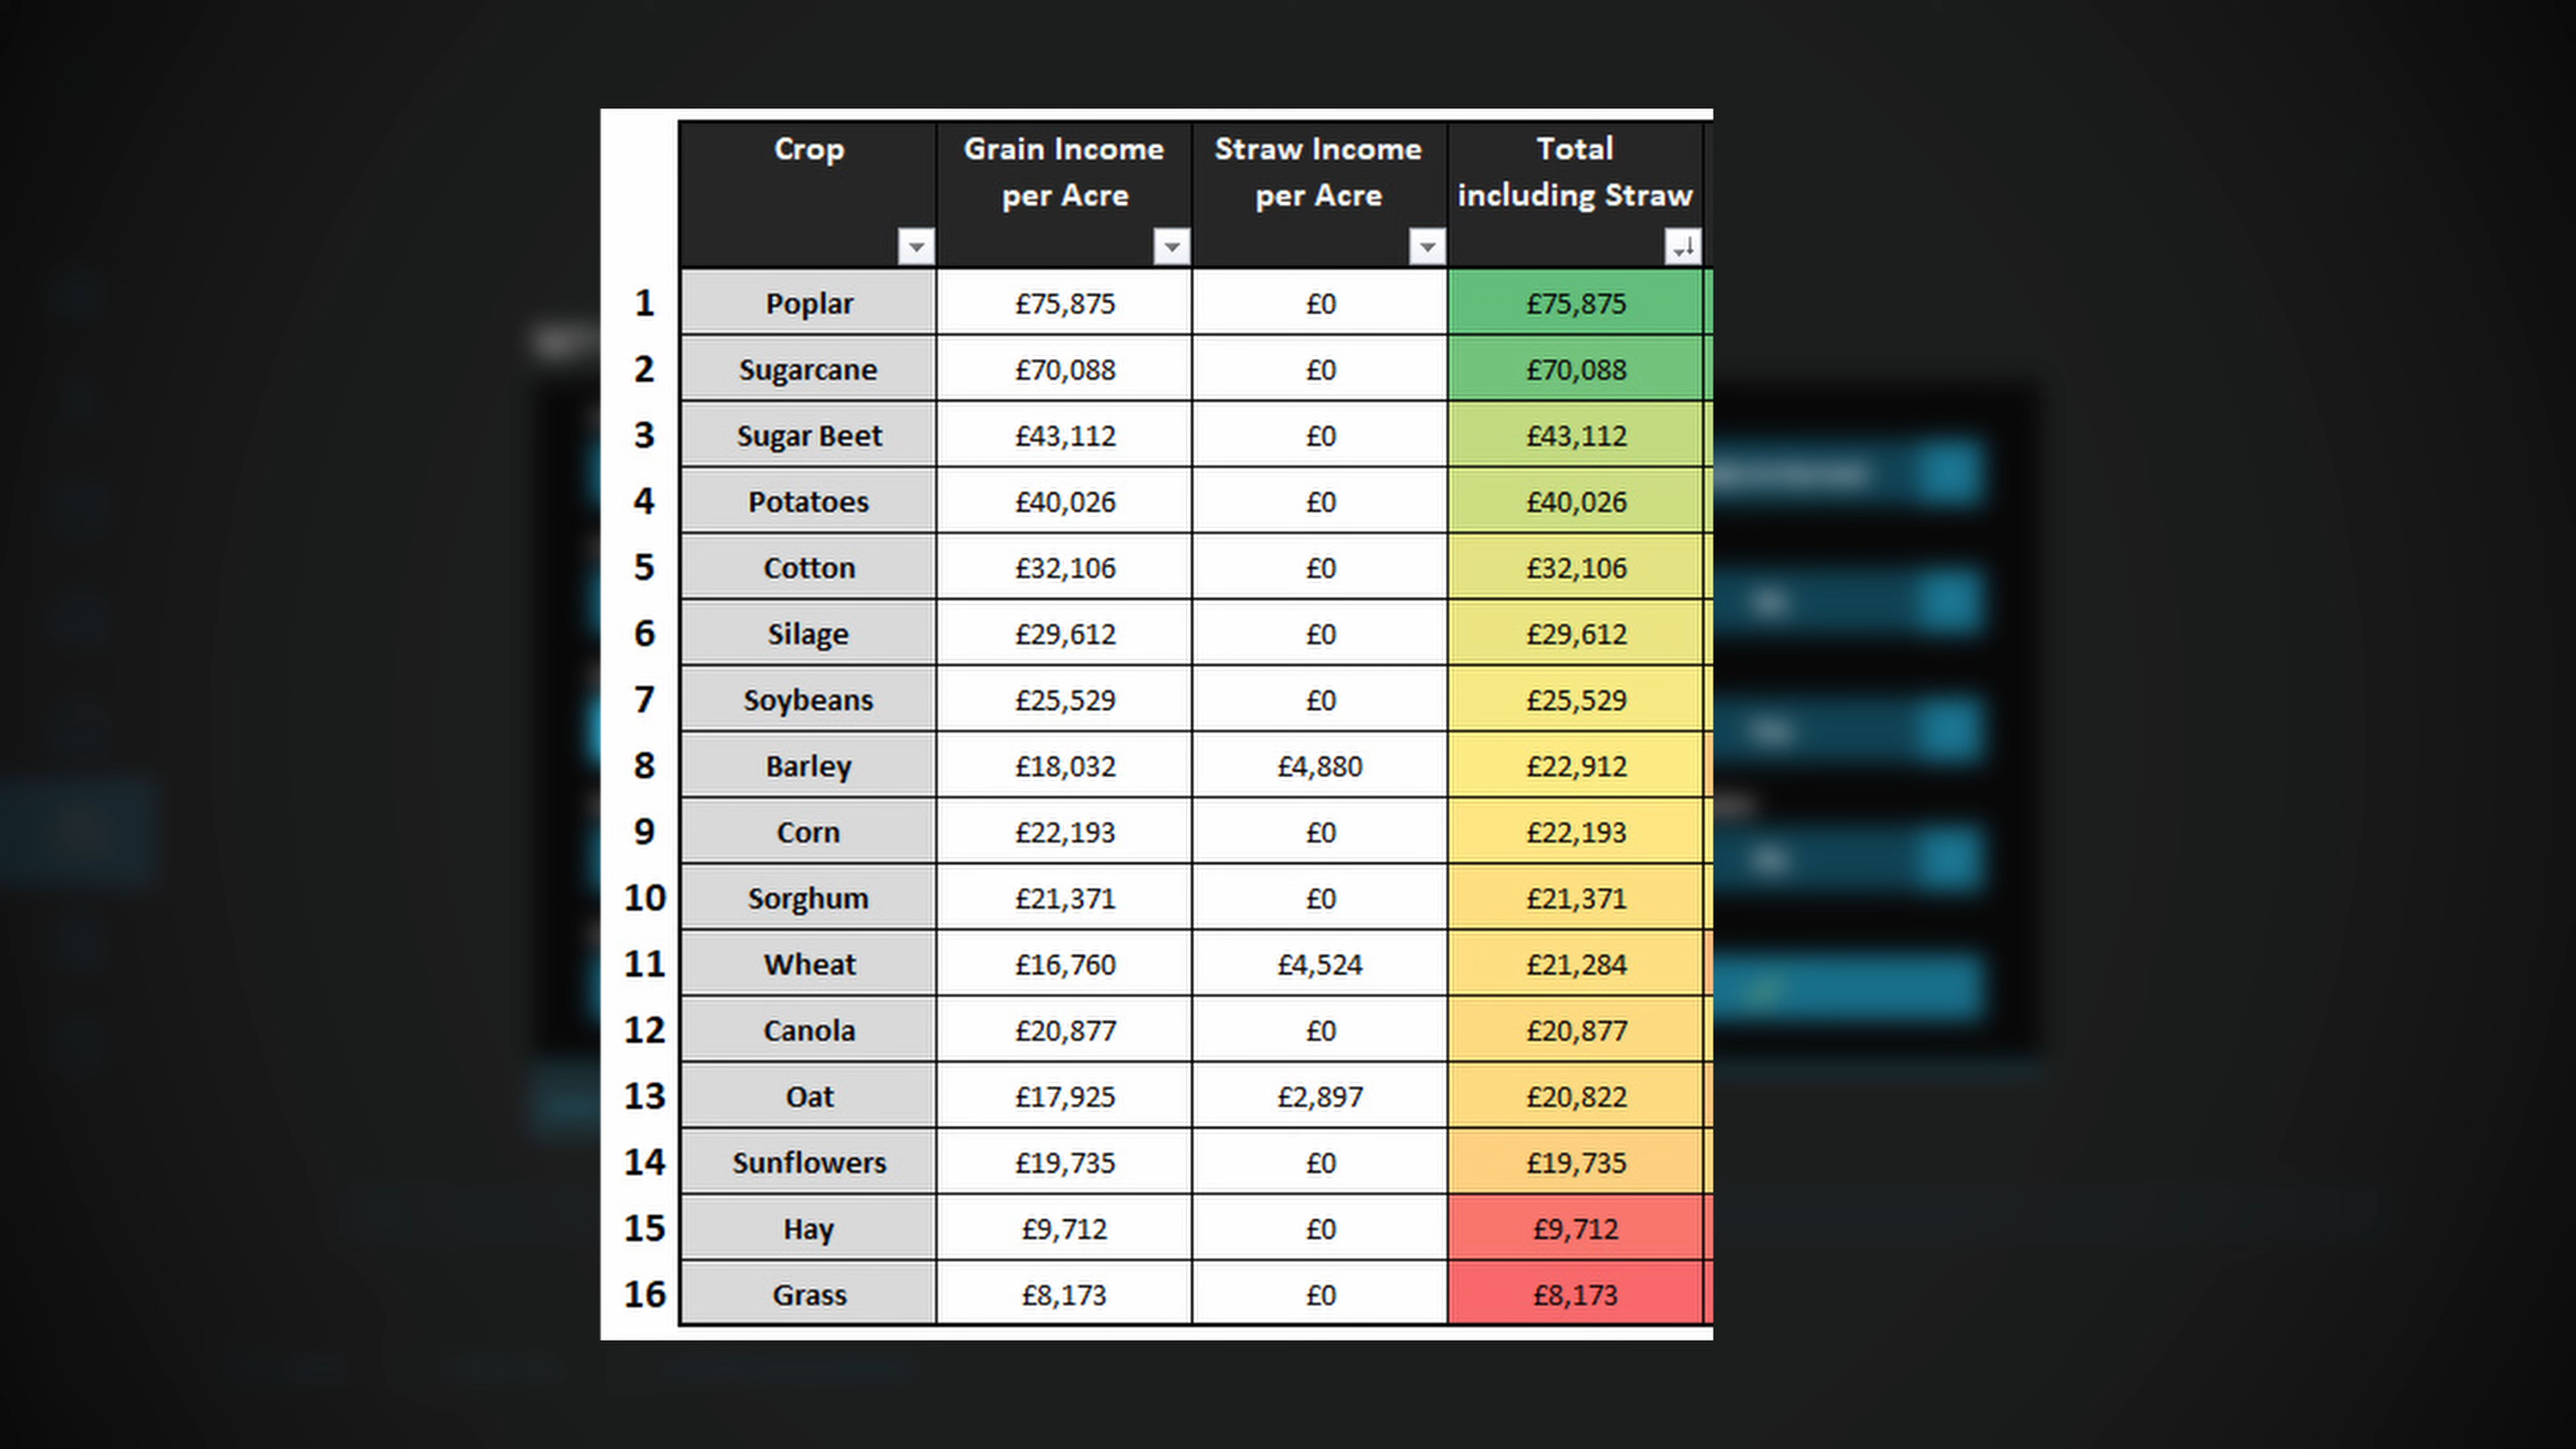 Crop Grain Income per Acre Straw Income per Acre Total including Straw
1 Poplar £75,875 £0 £75,875
2 Sugarcane £70,088 £0 £70,088
3 Sugar Beet £43,112 £0 £43,112
4 Potatoes £40,026 £0 £40,026
5 Cotton £32,106 £0 £32,106
6 Silage £29,612 £0 £29,612
7 Soybeans £25,529 £0 £25,529
8 Barley £18,032 £4,880 £22,912
9 Corn £22,193 £0 £22,193
10 Sorghum £21,371 £0 £21,371
11 Wheat £16,760 £4,524 £21,284
12 Canola £20,877 £0 £20,877
13 Oat £17,925 £2,897 £20,822
14 Sunflowers £19,735 £0 £19,735
15 Hay £9,712 £0 £9,712
16 Grass £8,173 £0 £8,173